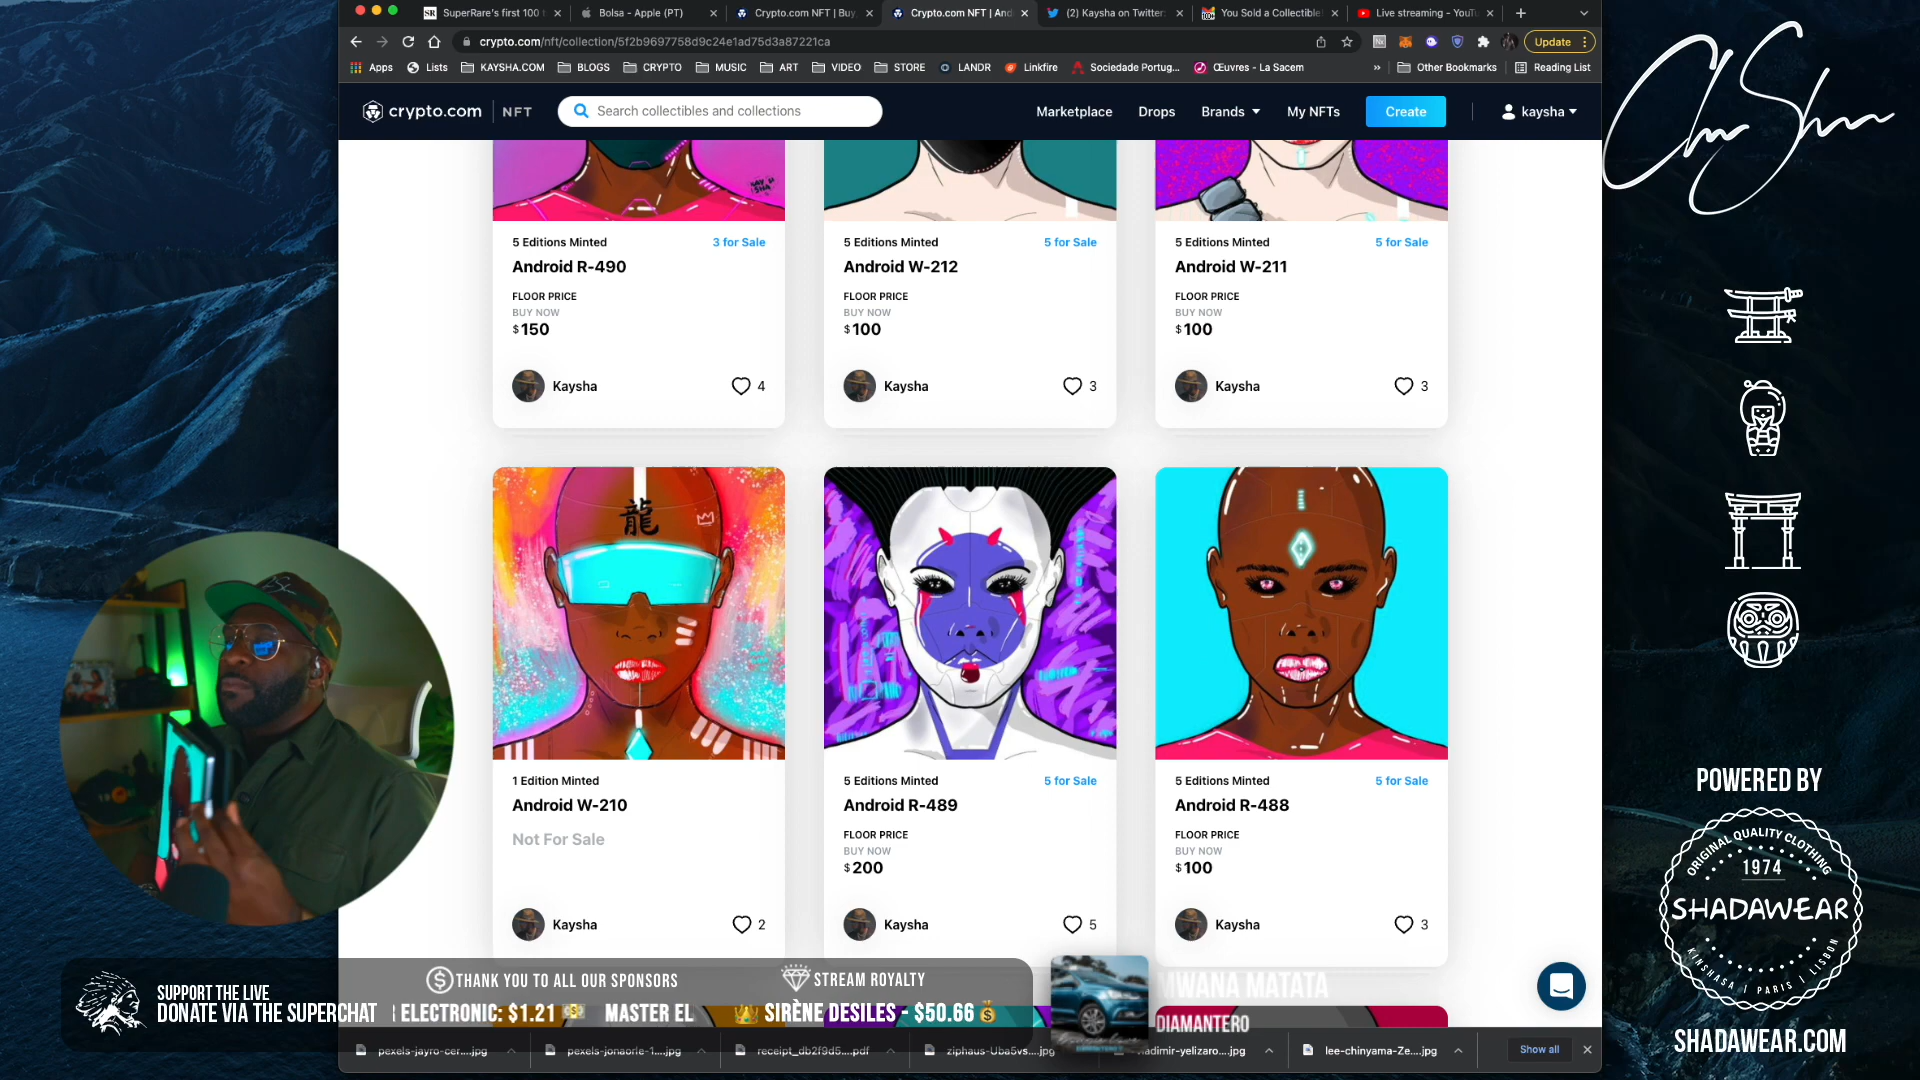 SuperRare's first 100
Bolsa - Apple (PT)
Crypto.com NFT | Buy
Crypto.com NFT | And
(2) Kaysha on Twitter:
You Sold a Collectible!
Live streaming - YouTu
crypto.com/nft/collection/5f2b9697758d9c24e1ad75d3a87221ca
Update
Apps
Lists
KAYSHA.COM
BLOGS
CRYPTO
MUSIC
ART
VIDEO
STORE
LANDR
Linkfire
Sociedade Portug...
Œuvres - La Sacem
»
Other Bookmarks
Reading List
crypto.com | NFT
Search collectibles and collections
Marketplace
Drops
Brands
My NFTs
Create
kaysha
5 Editions Minted
3 for Sale
Android R-490
FLOOR PRICE
BUY NOW
$150
Kaysha
4
5 Editions Minted
5 for Sale
Android W-212
FLOOR PRICE
BUY NOW
$100
Kaysha
3
5 Editions Minted
5 for Sale
Android W-211
FLOOR PRICE
BUY NOW
$100
Kaysha
3
龍
1 Edition Minted
Android W-210
Not For Sale
Kaysha
2
5 Editions Minted
5 for Sale
Android R-489
FLOOR PRICE
BUY NOW
$200
Kaysha
5
5 Editions Minted
5 for Sale
Android R-488
FLOOR PRICE
BUY NOW
$100
Kaysha
3
POWERED BY
ORIGINAL QUALITY CLOTHING
1974
SHADAWEAR
KINSHASA | PARIS | LISBON
SHADAWEAR.COM
SUPPORT THE LIVE
DONATE VIA THE SUPERCHAT
THANK YOU TO ALL OUR SPONSORS
ELECTRONIC: $1.21
MASTER EL
STREAM ROYALTY
SIRÈNE DESILES - $50.66
MWANA MATATA
DIAMANTERO
pexels-jayro-cer....jpg
pexels-jonaorle-1....jpg
receipt_db2f9d5....pdf
ziphaus-Uba5vs....jpg
vladimir-yelizaro....jpg
lee-chinyama-Ze....jpg
Show all